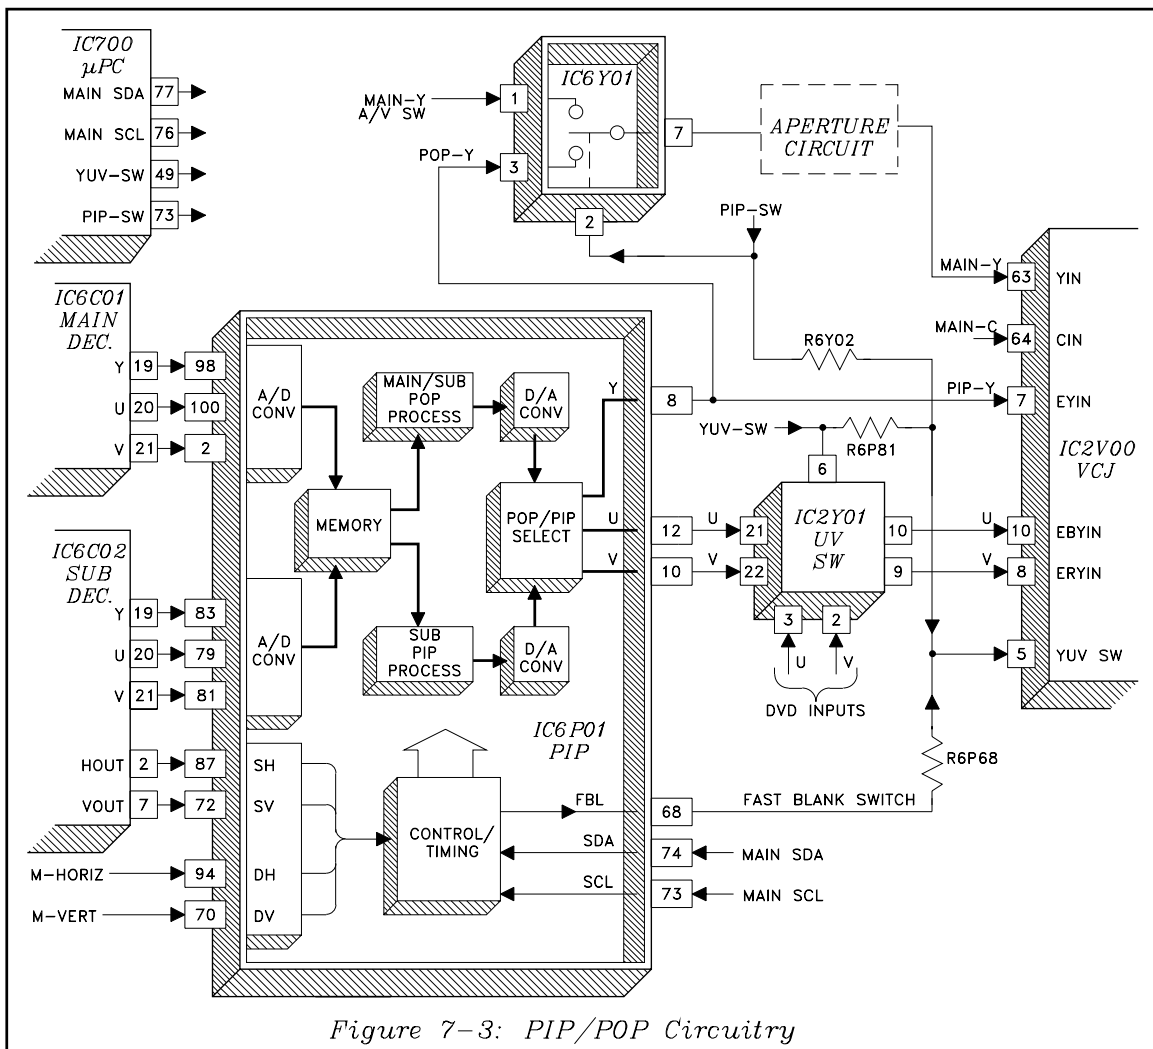 IC700
µPC
MAIN SDA 77
MAIN SCL 76
YUV-SW 49
PIP-SW 73
IC6Y01
MAIN-Y
A/V SW
1
POP-Y
3
7
2
APERTURE
CIRCUIT
PIP-SW
MAIN-Y 63 YIN
MAIN-C 64 CIN
PIP-Y 7 EYIN
IC2V00
VCJ
U 10 EBYIN
V 8 ERYIN
5 YUV SW
R6Y02
YUV-SW
R6P81
6
IC2Y01
UV
SW
12 U 21
10 V 22
10
9
3
2
U
V
DVD INPUTS
R6P68
IC6C01
MAIN
DEC.
Y 19 98
U 20 100
V 21 2
IC6C02
SUB
DEC.
Y 19 83
U 20 79
V 21 81
HOUT 2 87
VOUT 7 72
M-HORIZ 94
M-VERT 70
A/D
CONV
MAIN/SUB
POP
PROCESS
D/A
CONV
MEMORY
POP/PIP
SELECT
Y
U
V
8
A/D
CONV
SUB
PIP
PROCESS
D/A
CONV
IC6P01
PIP
SH
SV
DH
DV
CONTROL/
TIMING
FBL 68 FAST BLANK SWITCH
SDA 74 MAIN SDA
SCL 73 MAIN SCL
Figure 7-3: PIP/POP Circuitry